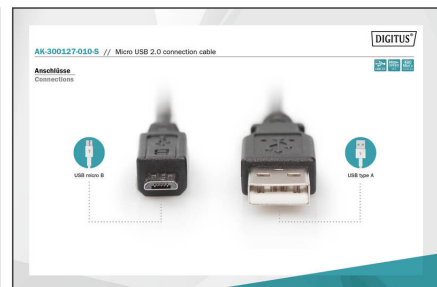 DIGITUS®
AK-300127-010-S // Micro USB 2.0 connection cable
Anschlüsse
Connections
USB micro B
USB type A